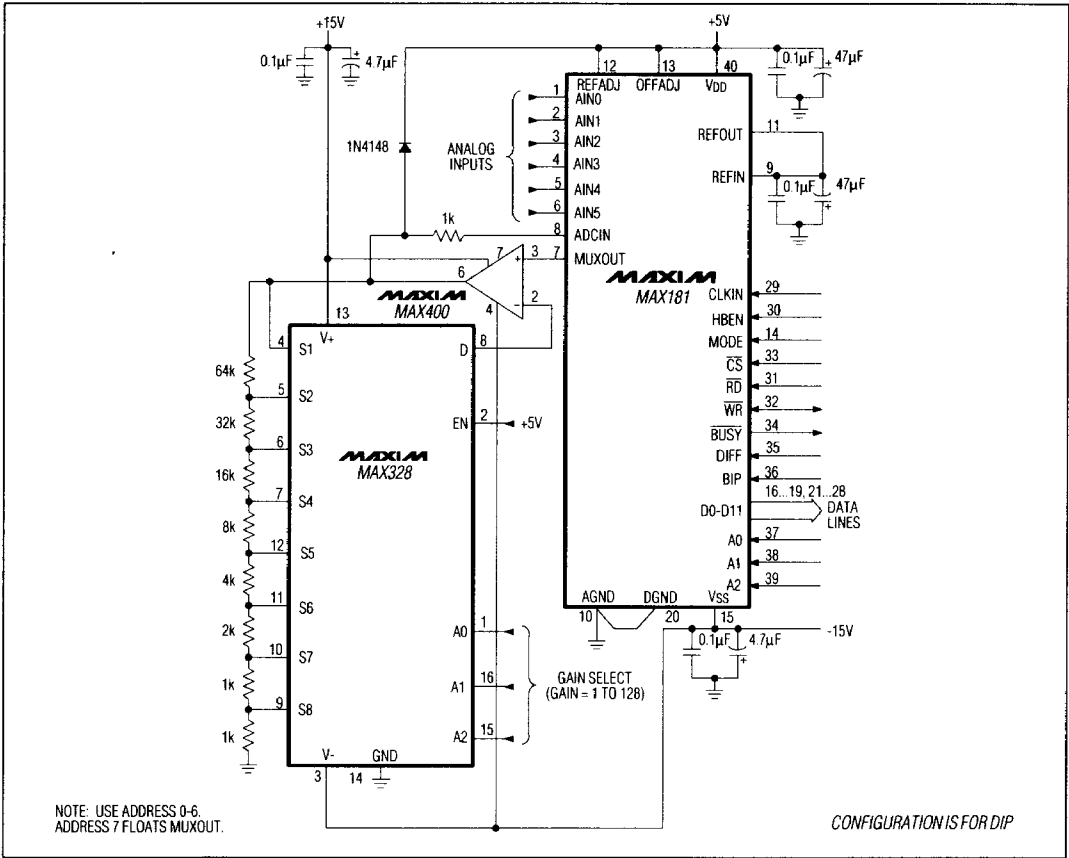 +15V
0.1µF
4.7µF
+
+5V
0.1µF
47µF
+
12
13
40
REFADJ
OFFADJ
VDD
1
AIN0
2
AIN1
3
AIN2
4
AIN3
5
AIN4
6
AIN5
8
ADCIN
7
MUXOUT
ANALOG
INPUTS
1N4148
1k
REFOUT
11
REFIN
9
0.1µF
47µF
+
MAXIM
MAX181
CLKIN
29
HBEN
30
MODE
14
CS
33
RD
31
WR
32
BUSY
34
DIFF
35
BIP
36
D0-D11
16...19, 21...28
DATA
LINES
A0
37
A1
38
A2
39
AGND
DGND
VSS
10
20
15
-15V
0.1µF
4.7µF
+
6
7
+
3
−
2
4
MAXIM
MAX400
13
V+
4
S1
D
8
64k
5
S2
32k
EN
2
+5V
6
S3
16k
MAXIM
MAX328
7
S4
8k
12
S5
4k
11
S6
2k
A0
1
10
S7
1k
A1
16
9
S8
1k
A2
15
GAIN SELECT
(GAIN = 1 TO 128)
V-
GND
3
14
NOTE: USE ADDRESS 0-6.
ADDRESS 7 FLOATS MUXOUT.
CONFIGURATION IS FOR DIP